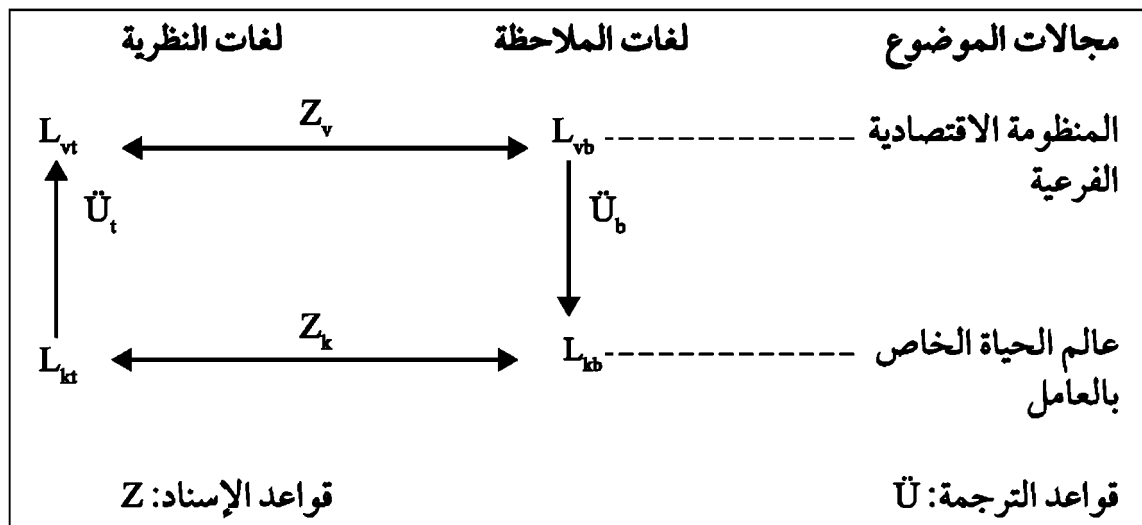 مجالات الموضوع لغات الملاحظة لغات النظرية
Z_v
المنظومة الاقتصادية L_vb L_vt
الفرعية
Ü_b Ü_t
Z_k
عالم الحياة الخاص L_kb L_kt
بالعامل
قواعد الترجمة: Ü قواعد الإسناد: Z